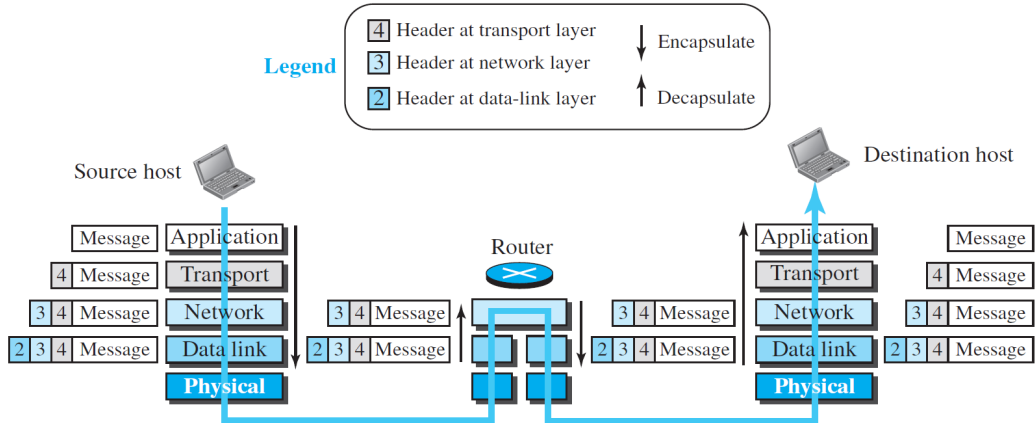 4 Header at transport layer
Encapsulate
Legend
3 Header at network layer
2 Header at data-link layer
Decapsulate
Source host
Destination host
Message Application
Application Message
Router
4 Message Transport
Transport 4 Message
3 4 Message Network
3 4 Message
3 4 Message
Network 3 4 Message
2 3 4 Message Data link
2 3 4 Message
2 3 4 Message
Data link 2 3 4 Message
Physical
Physical